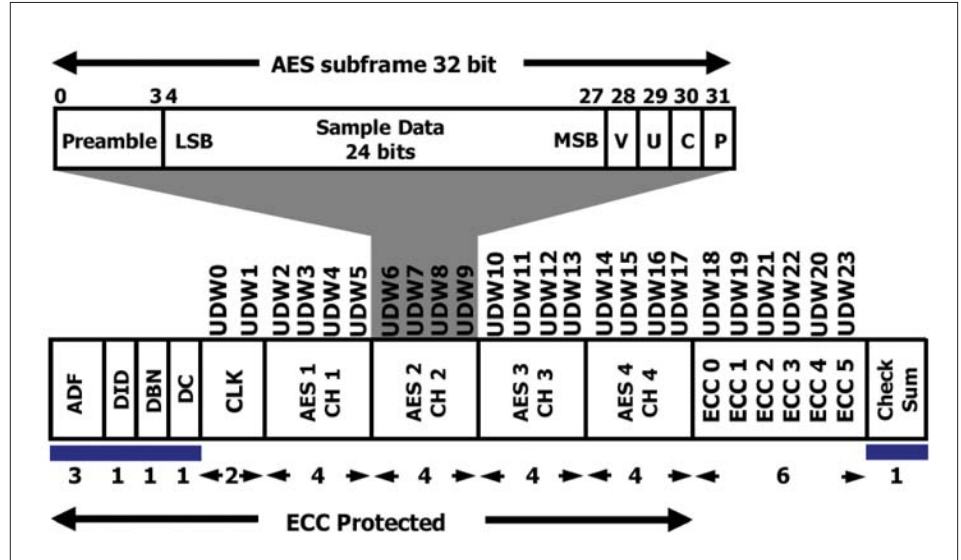 AES subframe 32 bit
0 3 4 27 28 29 30 31
Preamble LSB Sample Data 24 bits MSB V U C P
UDW0 UDW1 UDW2 UDW3 UDW4 UDW5 UDW6 UDW7 UDW8 UDW9 UDW10 UDW11 UDW12 UDW13 UDW14 UDW15 UDW16 UDW17 UDW18 UDW19 UDW21 UDW22 UDW20 UDW23
ADF DID DBN DC CLK AES 1 CH 1 AES 2 CH 2 AES 3 CH 3 AES 4 CH 4 ECC 0 ECC 1 ECC 2 ECC 3 ECC 4 ECC 5 Check Sum
3 1 1 1 2 4 4 4 4 6 1
ECC Protected